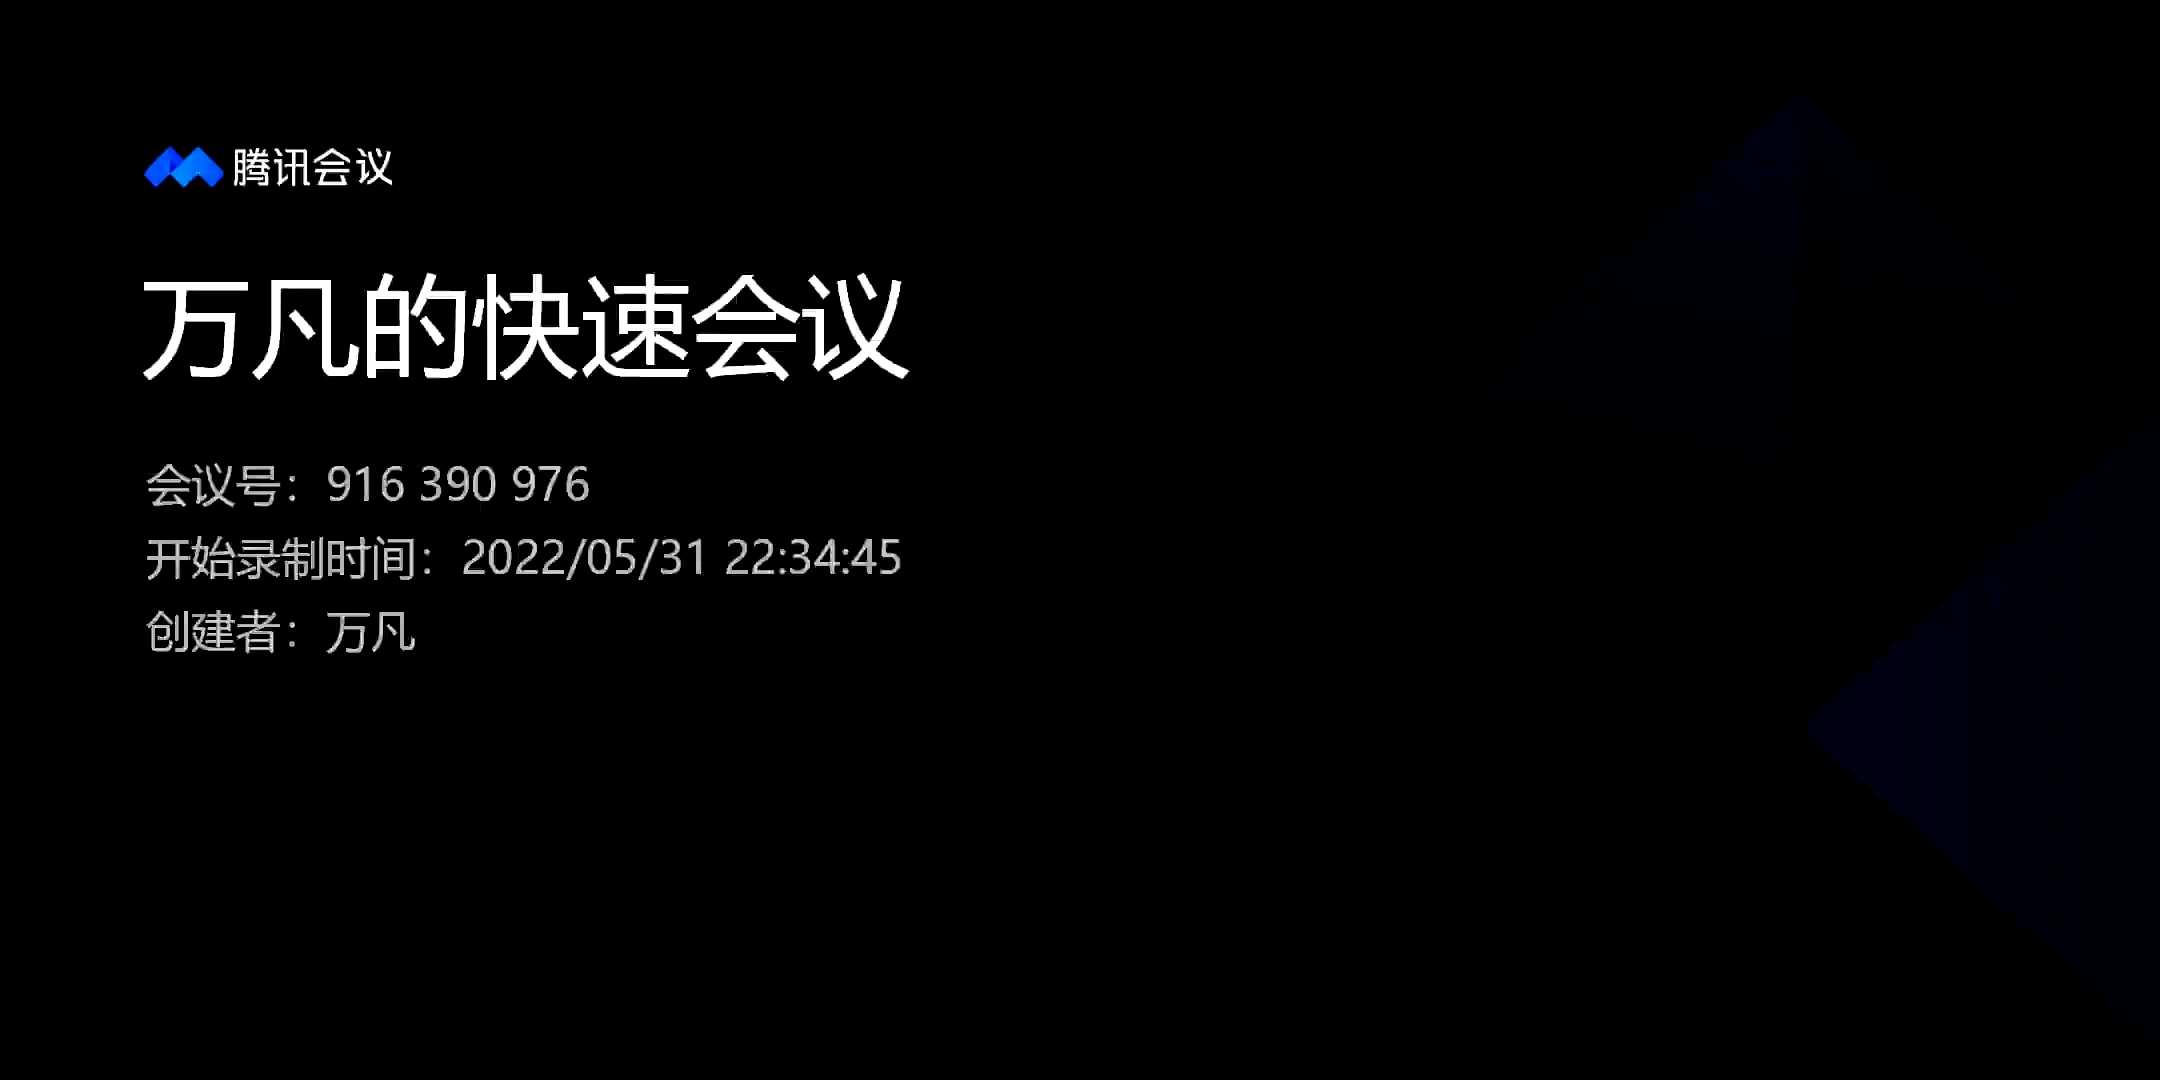 腾讯会议
万凡的快速会议
会议号：916 390 976
开始录制时间：2022/05/31 22:34:45
创建者：万凡